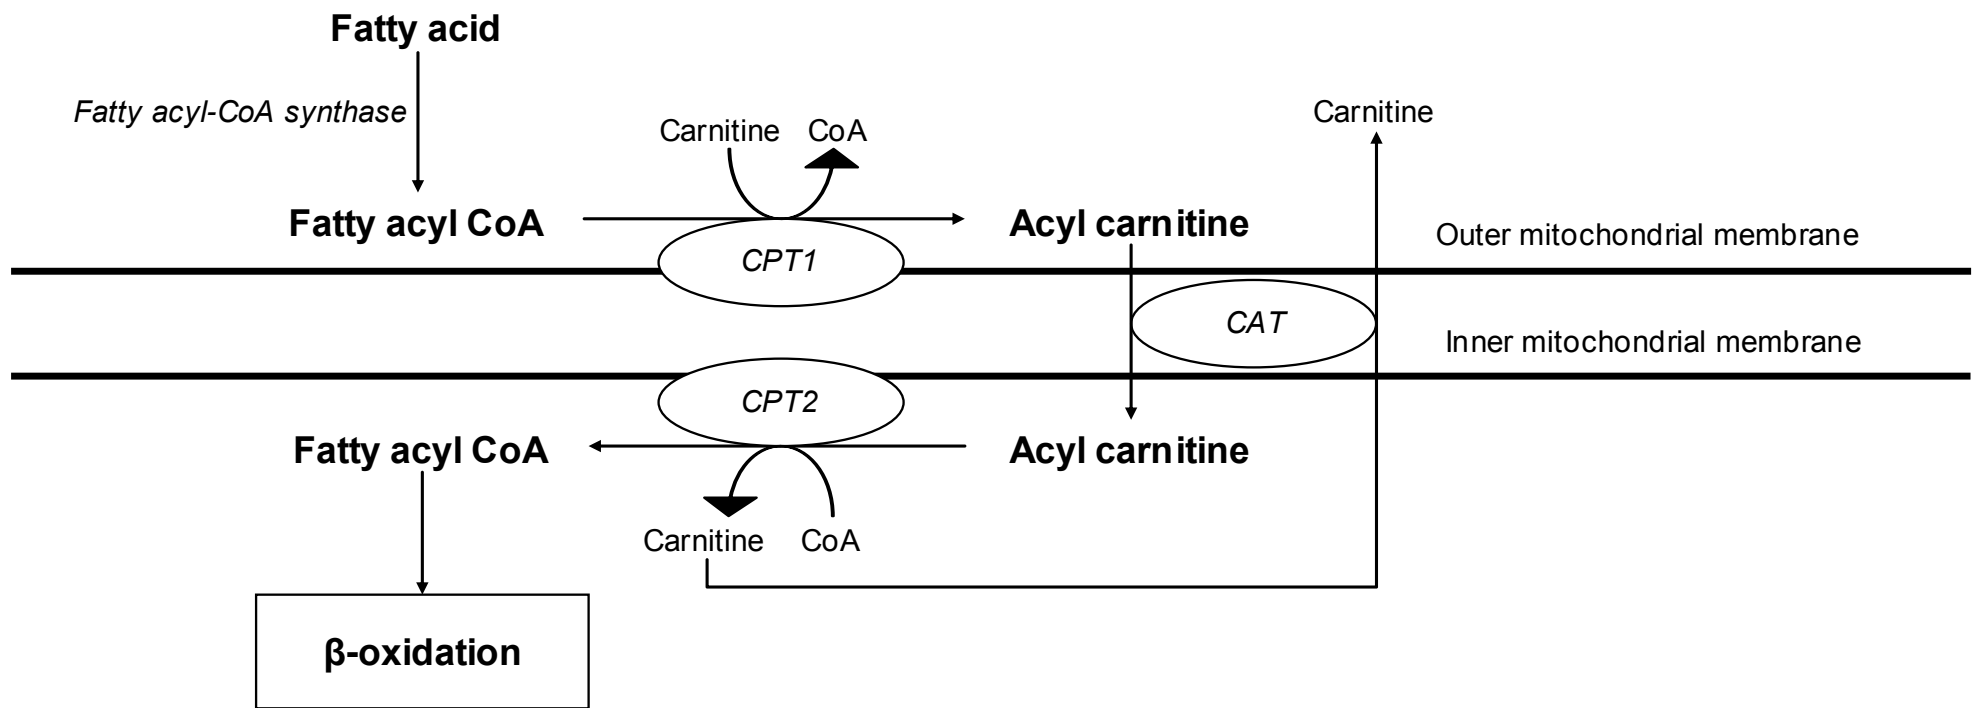 Fatty acid
Fatty acyl-CoA synthase
Carnitine CoA
Carnitine
Fatty acyl CoA
Acyl carnitine
Outer mitochondrial membrane
CPT1
CAT
Inner mitochondrial membrane
CPT2
Fatty acyl CoA
Acyl carnitine
Carnitine CoA
β-oxidation